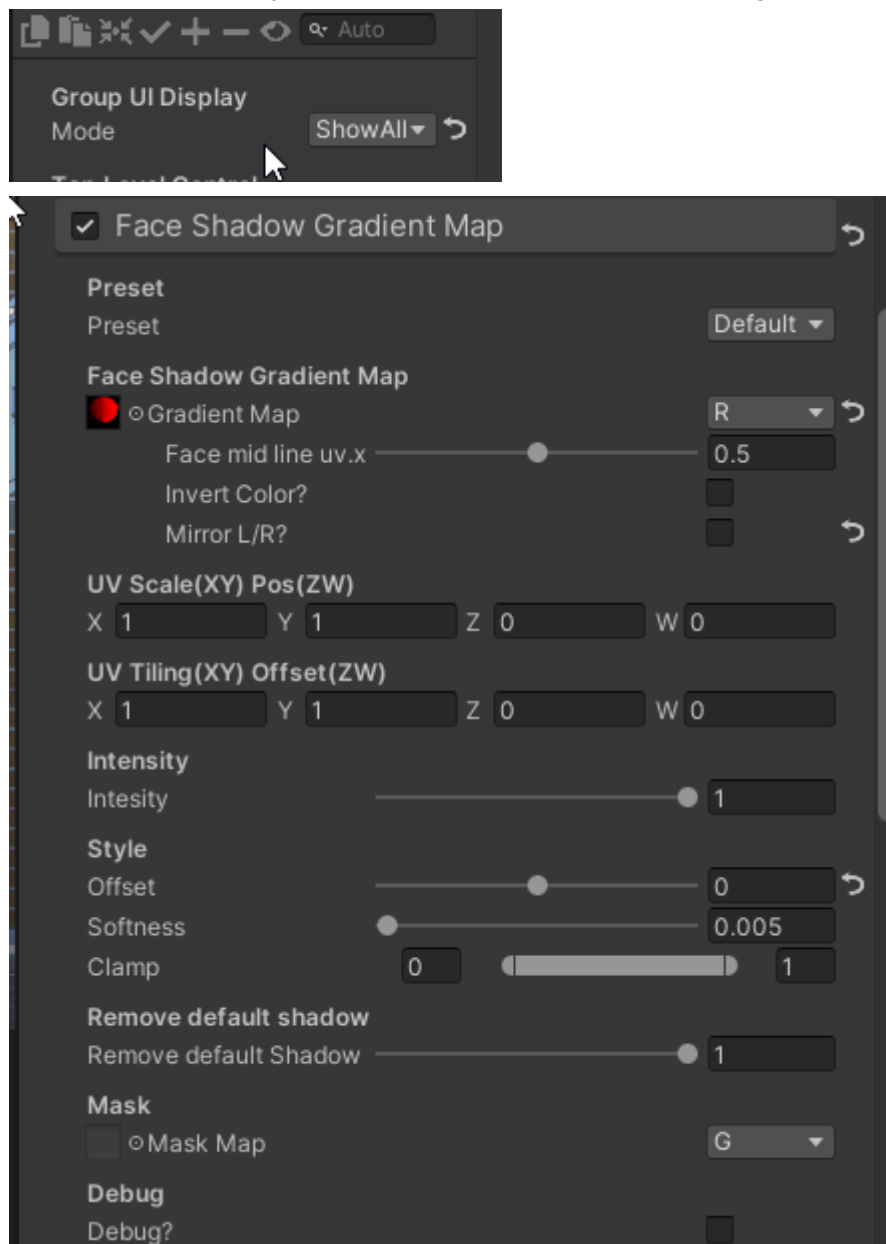 Auto
Group UI Display
Mode ShowAll
Top Level Control
Face Shadow Gradient Map
Preset
Preset Default
Face Shadow Gradient Map
Gradient Map R
Face mid line uv.x 0.5
Invert Color?
Mirror L/R?
UV Scale(XY) Pos(ZW)
X 1 Y 1 Z 0 W 0
UV Tiling(XY) Offset(ZW)
X 1 Y 1 Z 0 W 0
Intensity
Intesity 1
Style
Offset 0
Softness 0.005
Clamp 0 1
Remove default shadow
Remove default Shadow 1
Mask
Mask Map G
Debug
Debug?